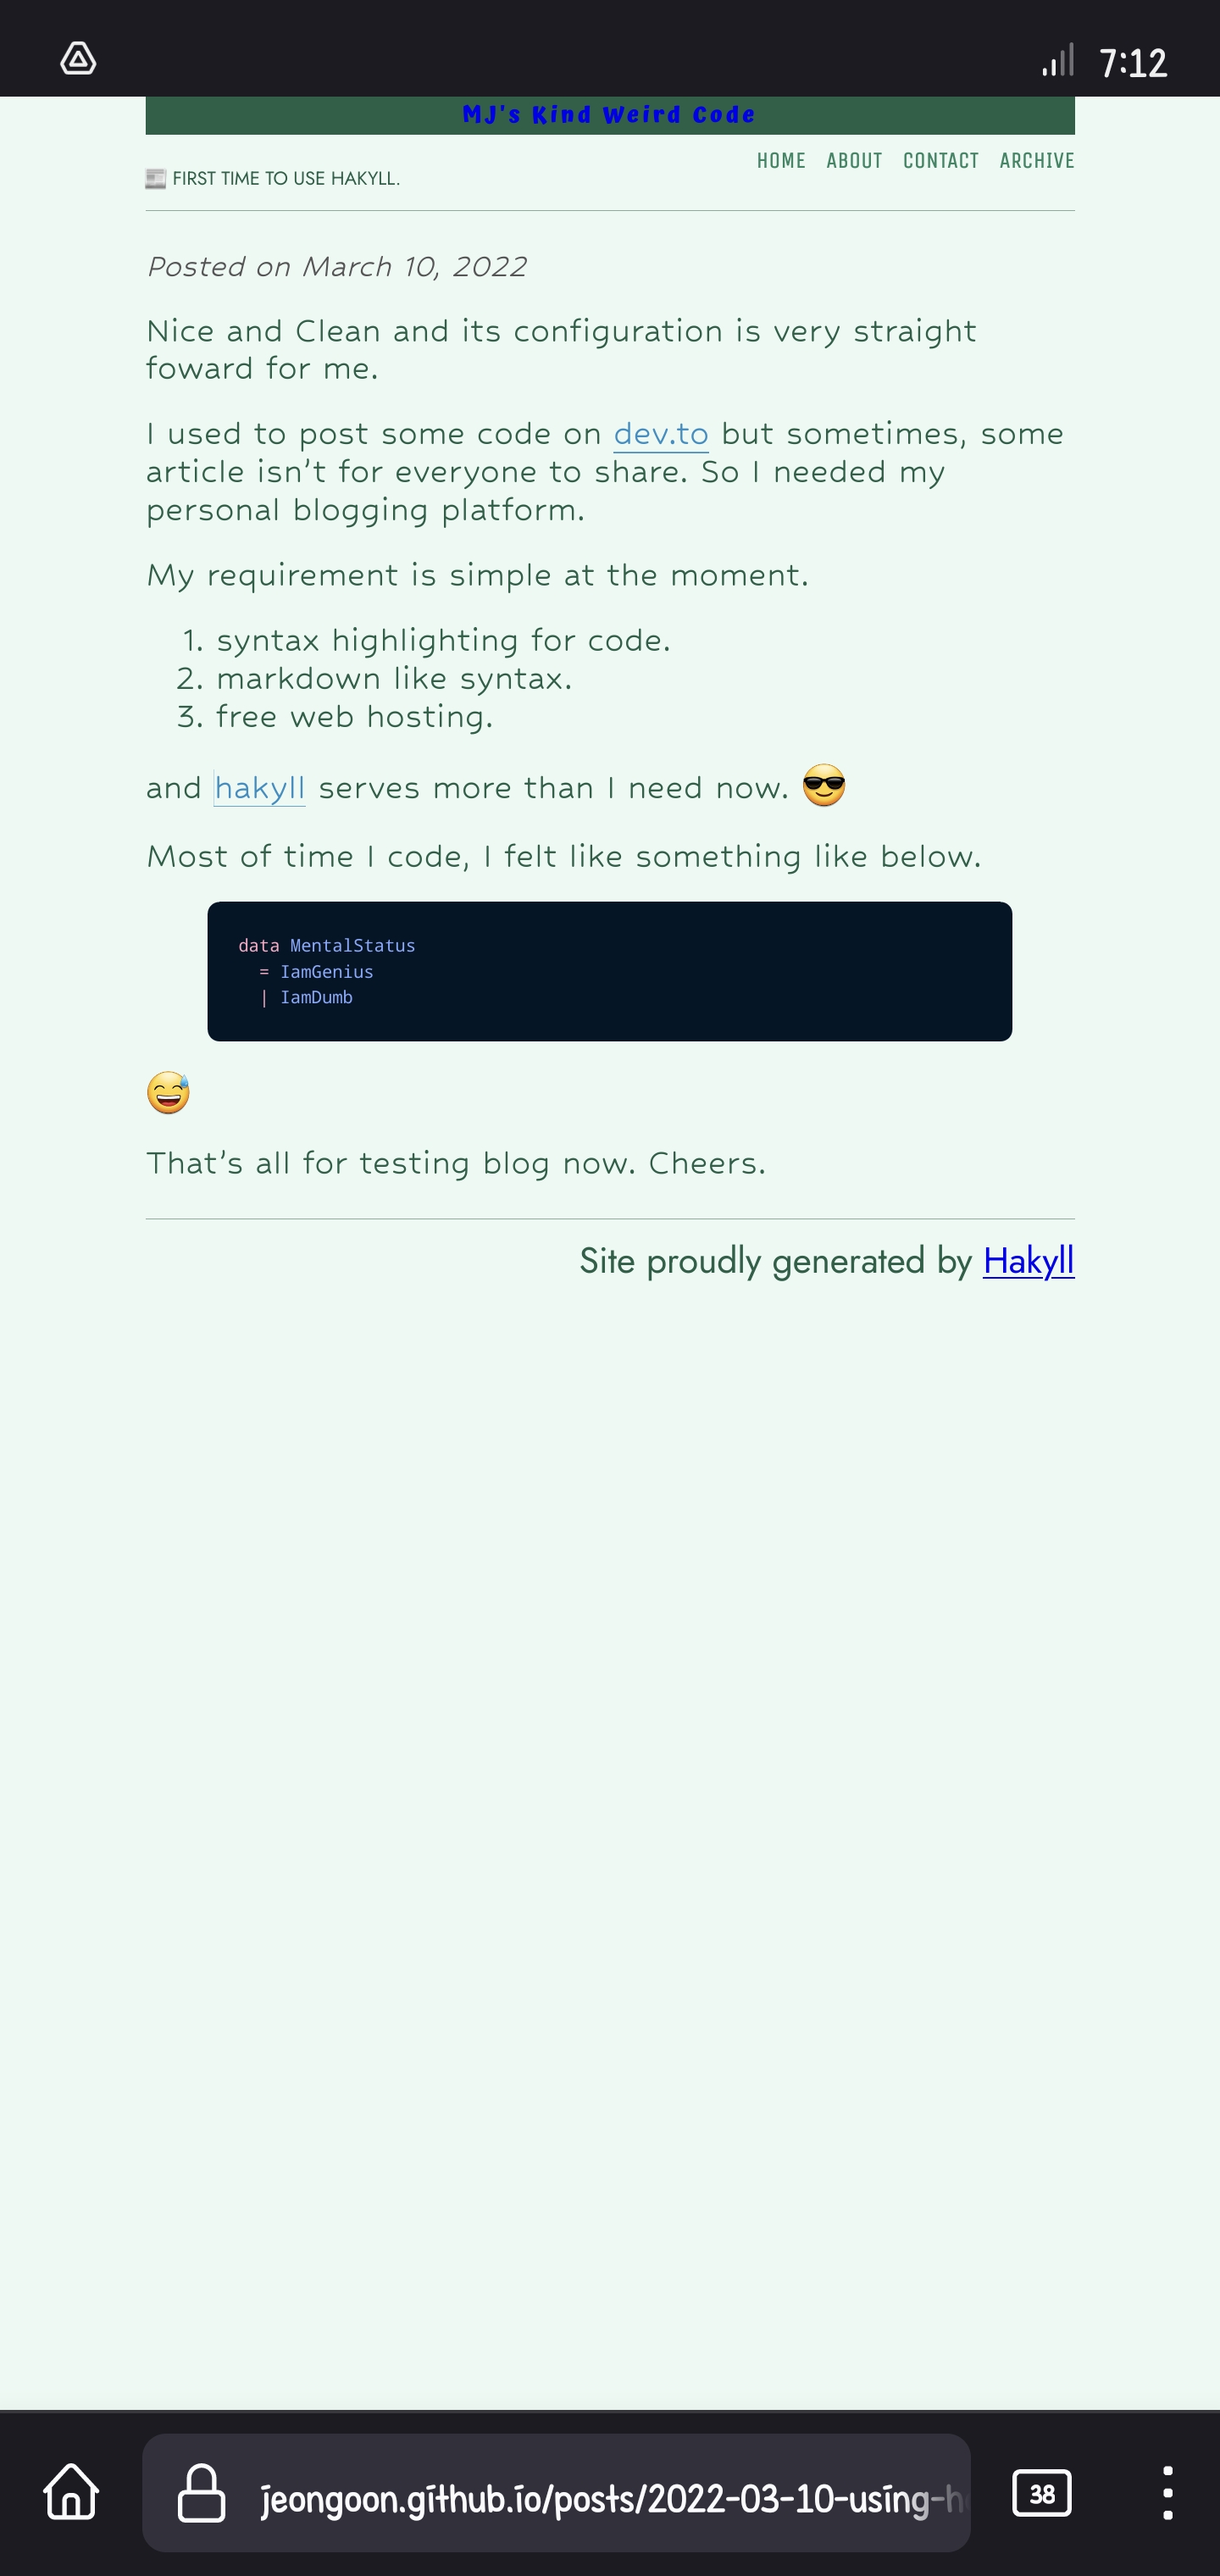 7:12
MJ's Kind Weird Code
HOME ABOUT CONTACT ARCHIVE
📰 FIRST TIME TO USE HAKYLL.
Posted on March 10, 2022
Nice and Clean and its configuration is very straight
foward for me.
I used to post some code on dev.to but sometimes, some
article isn’t for everyone to share. So I needed my
personal blogging platform.
My requirement is simple at the moment.
1. syntax highlighting for code.
2. markdown like syntax.
3. free web hosting.
and hakyll serves more than I need now. 😎
Most of time I code, I felt like something like below.
data MentalStatus
  = IamGenius
  | IamDumb
😅
That’s all for testing blog now. Cheers.
Site proudly generated by Hakyll
jeongoon.github.io/posts/2022-03-10-using-h
38